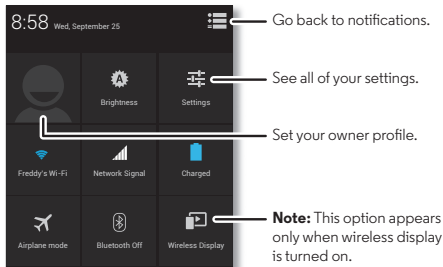 8:58 Wed, September 25
Go back to notifications.
A
Brightness
Settings
See all of your settings.
Set your owner profile.
Freddy's Wi-Fi
Network Signal
Charged
Airplane mode
Bluetooth Off
Wireless Display
Note: This option appears
only when wireless display
is turned on.